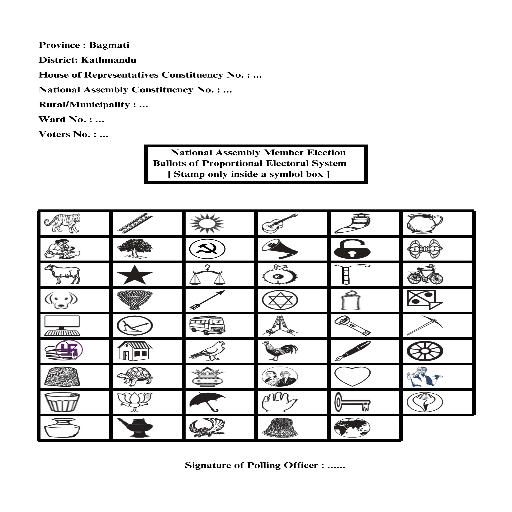 Province : Bagmati
District: Kathmandu
House of Representatives Constituency No. : ...
National Assembly Constituency No. : ...
Rural/Municipality : ...
Ward No. : ...
Voters No. : ...
National Assembly Member Election
Ballots of Proportional Electoral System
[ Stamp only inside a symbol box ]
Signature of Polling Officer : ......